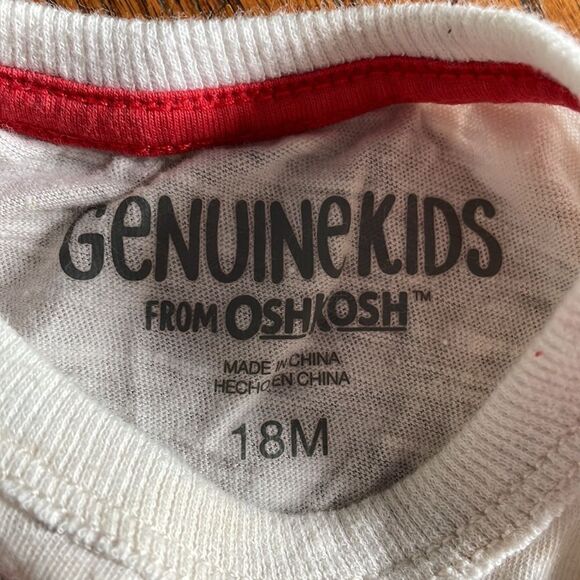 GENUINEKIDS
FROM OSHKOSH™
MADE IN CHINA
HECHO EN CHINA
18M